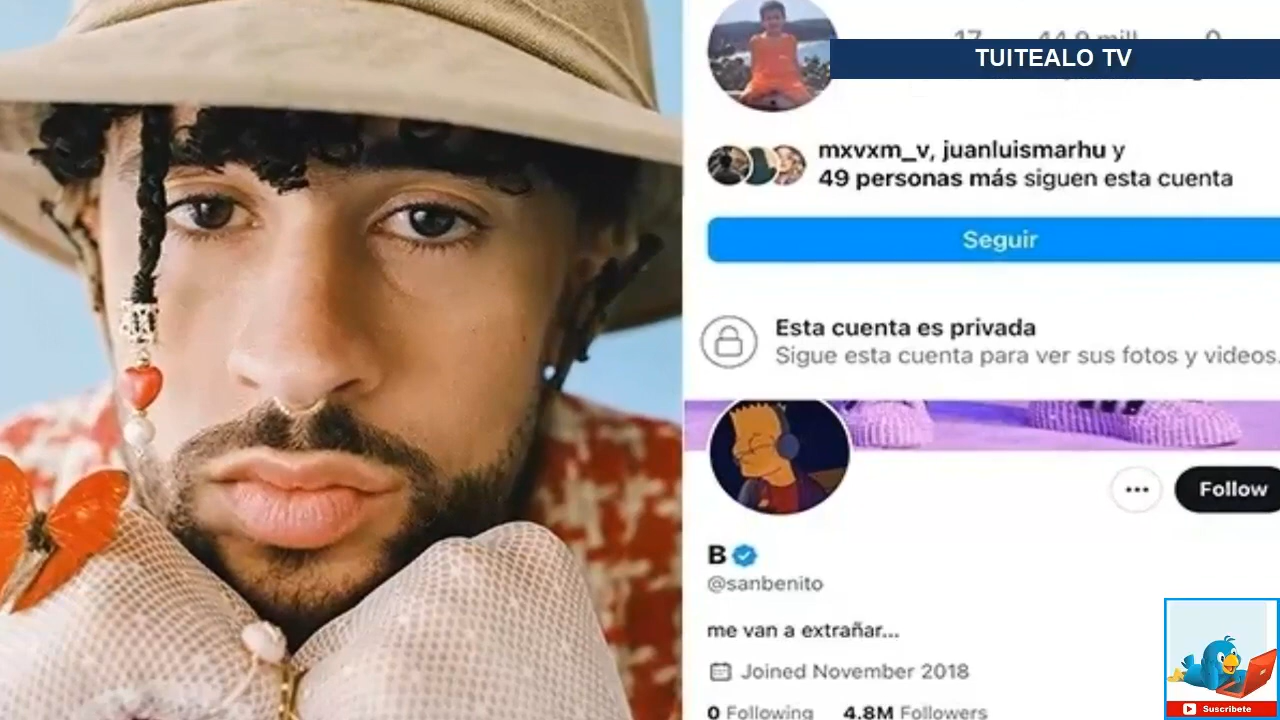 TUITEALO TV
mxvxm_v, juanluismarhu y
49 personas más siguen esta cuenta
Seguir
Esta cuenta es privada
Sigue esta cuenta para ver sus fotos y videos.
Follow
B
@sanbenito
me van a extrañar...
Joined November 2018
0 Following 4.8M Followers
Suscribete